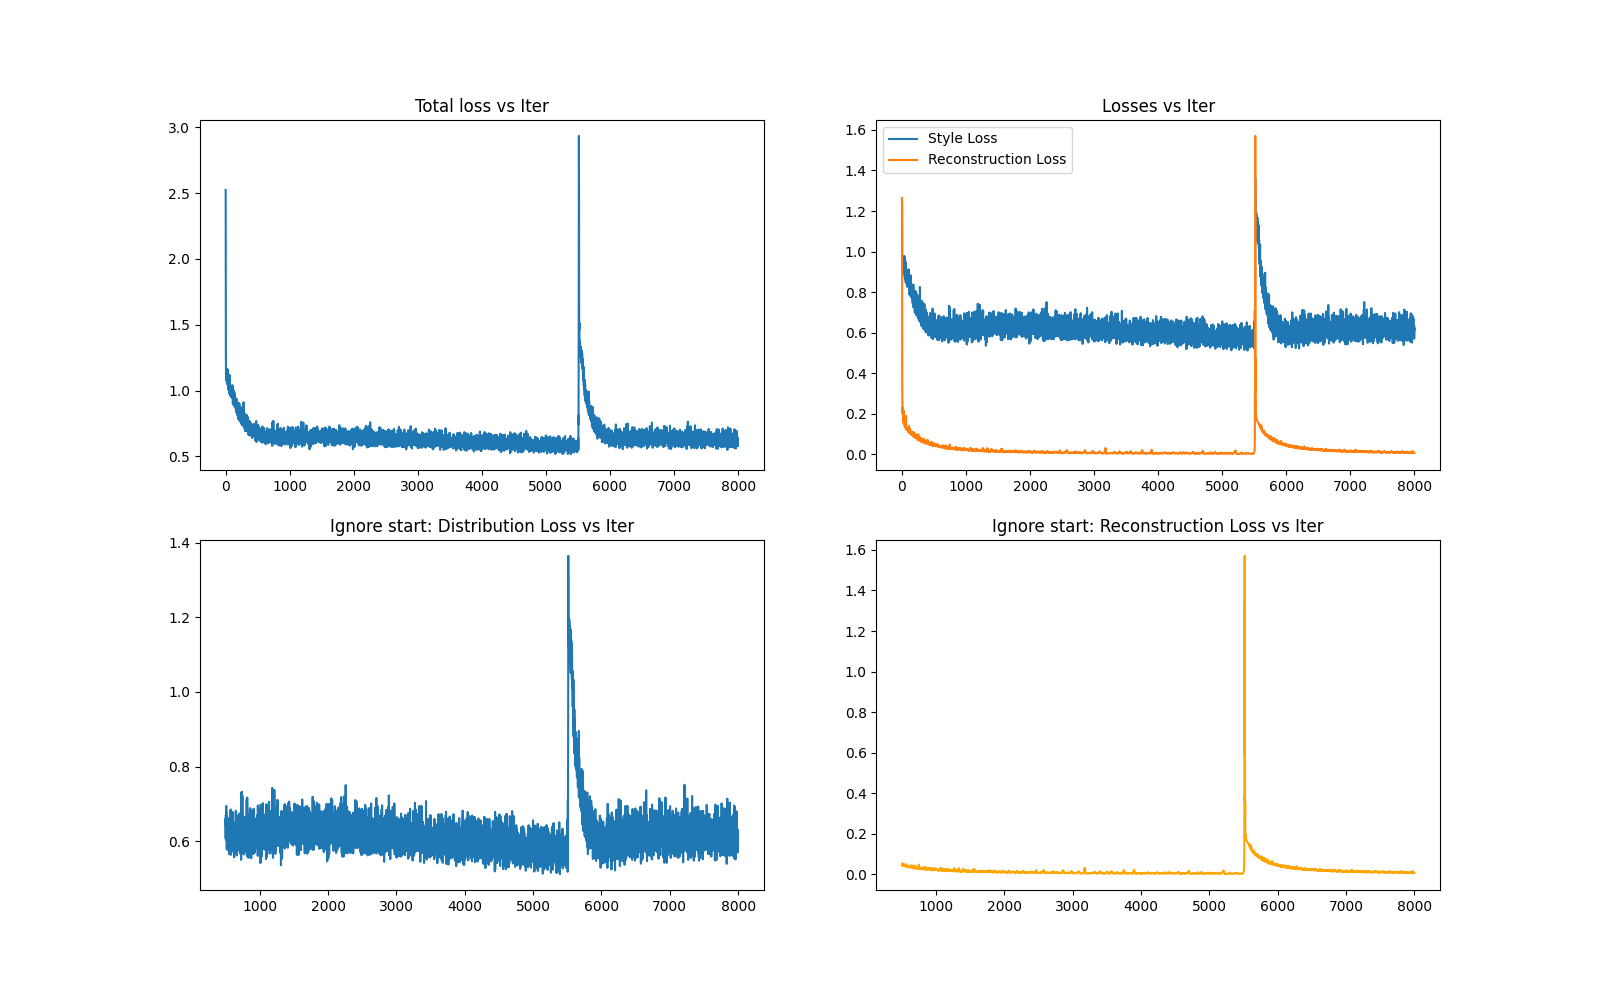 Total loss vs Iter
3.0
2.5
2.0
1.5
1.0
0.5
0 1000 2000 3000 4000 5000 6000 7000 8000
Losses vs Iter
Style Loss
Reconstruction Loss
1.6
1.4
1.2
1.0
0.8
0.6
0.4
0.2
0.0
0 1000 2000 3000 4000 5000 6000 7000 8000
Ignore start: Distribution Loss vs Iter
1.4
1.2
1.0
0.8
0.6
1000 2000 3000 4000 5000 6000 7000 8000
Ignore start: Reconstruction Loss vs Iter
1.6
1.4
1.2
1.0
0.8
0.6
0.4
0.2
0.0
1000 2000 3000 4000 5000 6000 7000 8000